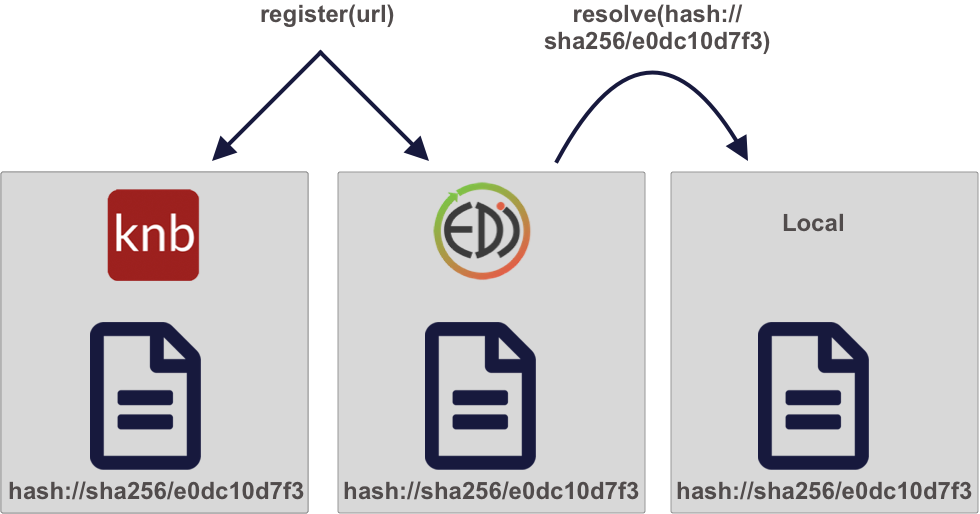 register(url)
resolve(hash://
sha256/e0dc10d7f3)
knb
EDI
Local
hash://sha256/e0dc10d7f3
hash://sha256/e0dc10d7f3
hash://sha256/e0dc10d7f3